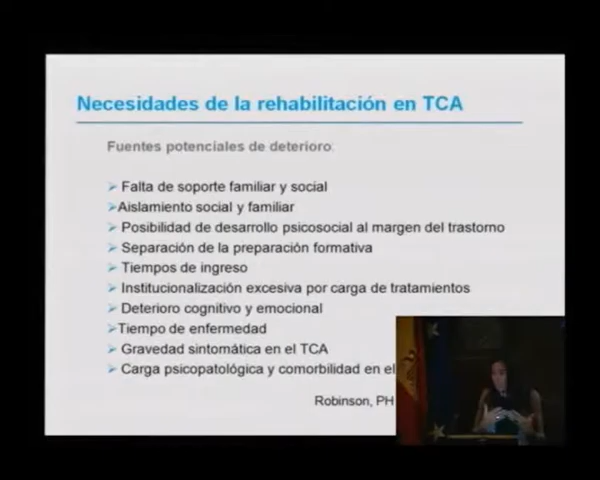 Necesidades de la rehabilitación en TCA
Fuentes potenciales de deterioro:
Falta de soporte familiar y social
Aislamiento social y familiar
Posibilidad de desarrollo psicosocial al margen del trastorno
Separación de la preparación formativa
Tiempos de ingreso
Institucionalización excesiva por carga de tratamientos
Deterioro cognitivo y emocional
Tiempo de enfermedad
Gravedad sintomática en el TCA
Carga psicopatológica y comorbilidad en el
Robinson, PH